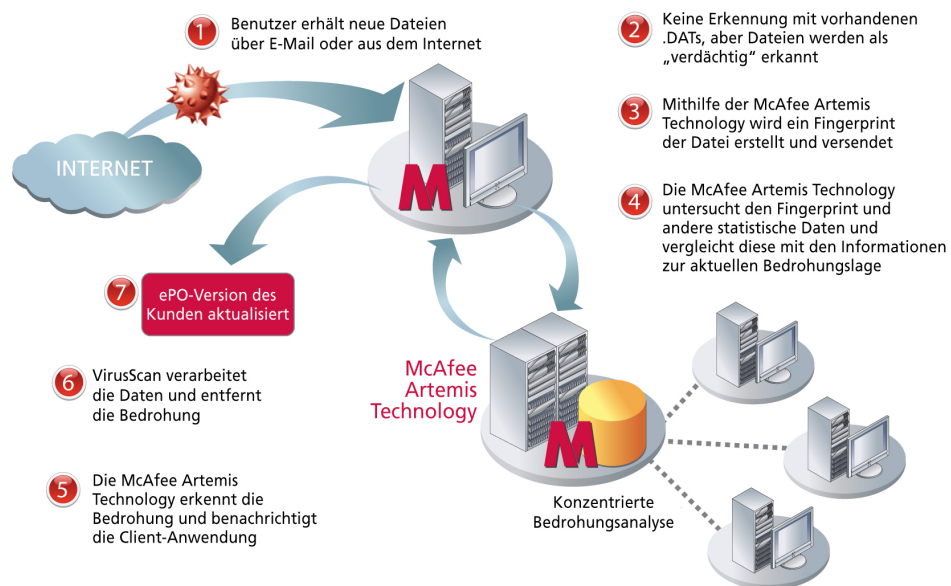 1 Benutzer erhält neue Dateien
über E-Mail oder aus dem Internet
2 Keine Erkennung mit vorhandenen
.DATs, aber Dateien werden als
„verdächtig“ erkannt
3 Mithilfe der McAfee Artemis
Technology wird ein Fingerprint
der Datei erstellt und versendet
4 Die McAfee Artemis Technology
untersucht den Fingerprint und
andere statistische Daten und
vergleicht diese mit den Informationen
zur aktuellen Bedrohungslage
INTERNET
M
7 ePO-Version des
Kunden aktualisiert
McAfee
Artemis
Technology
M
Konzentrierte
Bedrohungsanalyse
6 VirusScan verarbeitet
die Daten und entfernt
die Bedrohung
5 Die McAfee Artemis
Technology erkennt die
Bedrohung und benachrichtigt
die Client-Anwendung